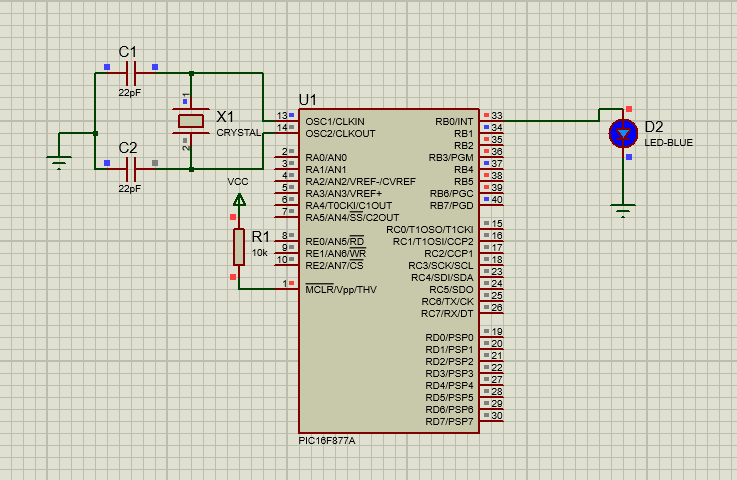 C1
22pF
X1
CRYSTAL
1
2
C2
22pF
VCC
R1
10k
U1
13 OSC1/CLKIN
14 OSC2/CLKOUT
2 RA0/AN0
3 RA1/AN1
4 RA2/AN2/VREF-/CVREF
5 RA3/AN3/VREF+
6 RA4/T0CKI/C1OUT
7 RA5/AN4/SS/C2OUT
8 RE0/AN5/RD
9 RE1/AN6/WR
10 RE2/AN7/CS
1 MCLR/Vpp/THV
RB0/INT 33
RB1 34
RB2 35
RB3/PGM 36
RB4 37
RB5 38
RB6/PGC 39
RB7/PGD 40
RC0/T1OSO/T1CKI 15
RC1/T1OSI/CCP2 16
RC2/CCP1 17
RC3/SCK/SCL 18
RC4/SDI/SDA 23
RC5/SDO 24
RC6/TX/CK 25
RC7/RX/DT 26
RD0/PSP0 19
RD1/PSP1 20
RD2/PSP2 21
RD3/PSP3 22
RD4/PSP4 27
RD5/PSP5 28
RD6/PSP6 29
RD7/PSP7 30
PIC16F877A
D2
LED-BLUE